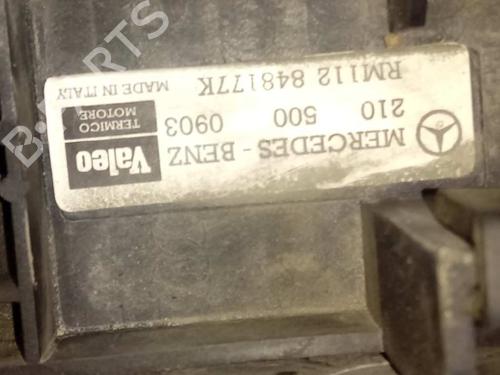 MERCEDES - BENZ
210 500 0903
RM112 848177K
Valeo
TERMICO
MOTORE
MADE IN ITALY
B-PARTS